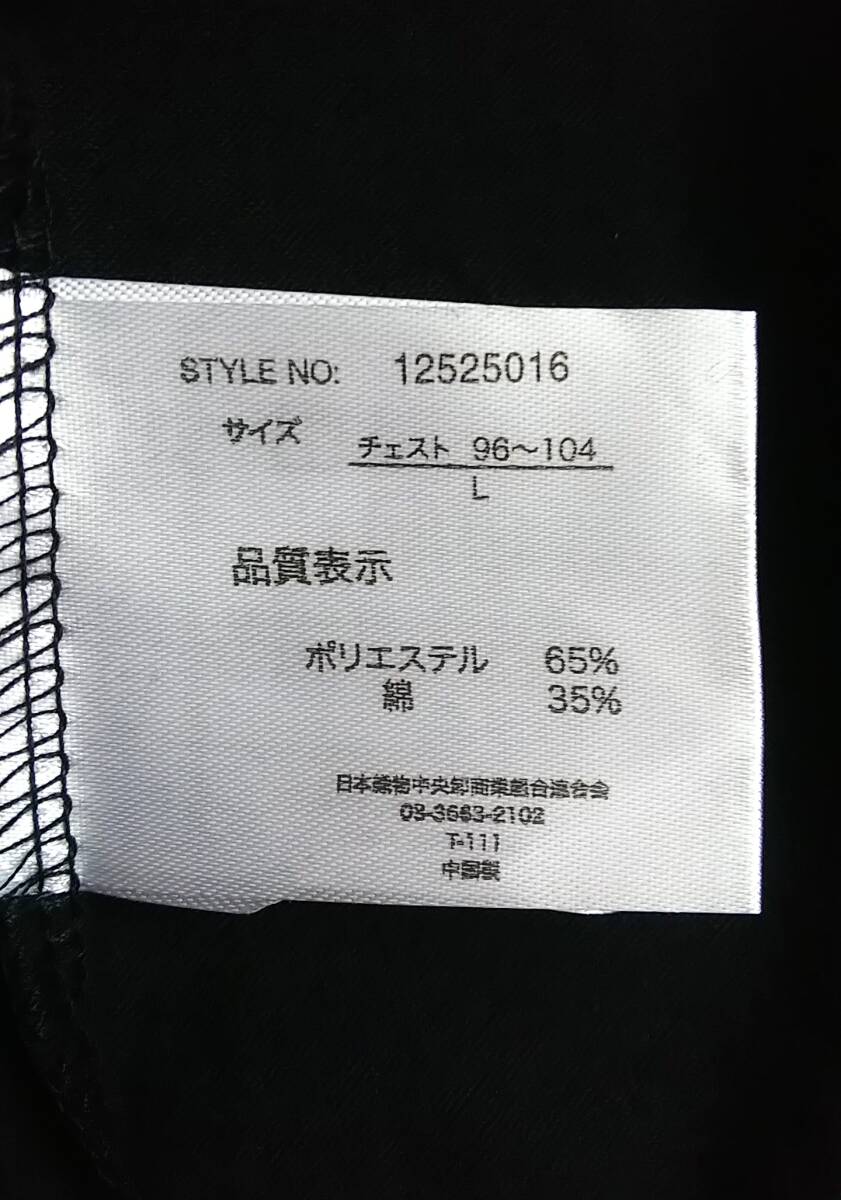 STYLE NO: 12525016
サイズ
チェスト 96～104
L
品質表示
ポリエステル 65%
綿 35%
日本織物中央卸商業組合連合会
03-3663-2102
T-111
中国製